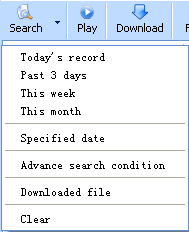 Search Play Download
Today's record
Past 3 days
This week
This month
Specified date
Advance search condition
Downloaded file
Clear